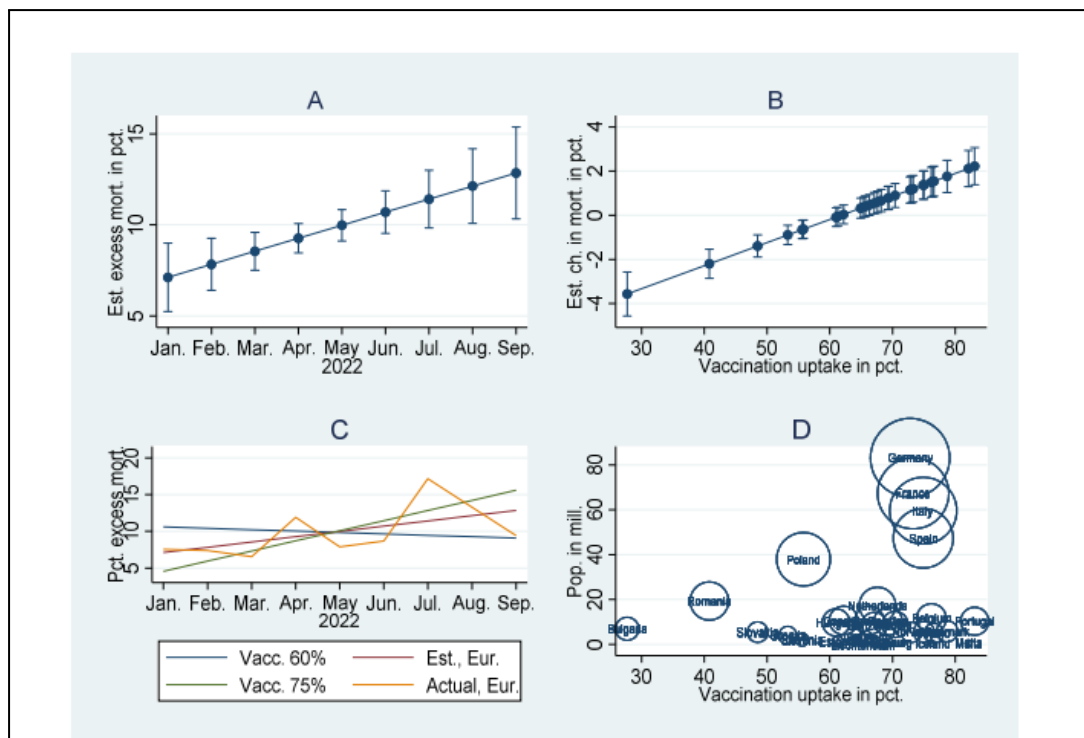 A
Est. excess mort. in pct.
15
10
5
Jan. Feb. Mar. Apr. May Jun. Jul. Aug. Sep.
2022
B
Est. ch. in mort. in pct.
4
2
0
-2
-4
30 40 50 60 70 80
Vaccination uptake in pct.
C
Pct. excess mort.
20
15
10
5
Jan. Feb. Mar. Apr. May Jun. Jul. Aug. Sep.
2022
Vacc. 60% Est., Eur.
Vacc. 75% Actual, Eur.
D
Pop. in mill.
80
60
40
20
0
Germany
France
Italy
Spain
Poland
Romania
Netherlands
Bulgaria
Slovakia
Belgium
Portugal
Iceland
Malta
30 40 50 60 70 80
Vaccination uptake in pct.